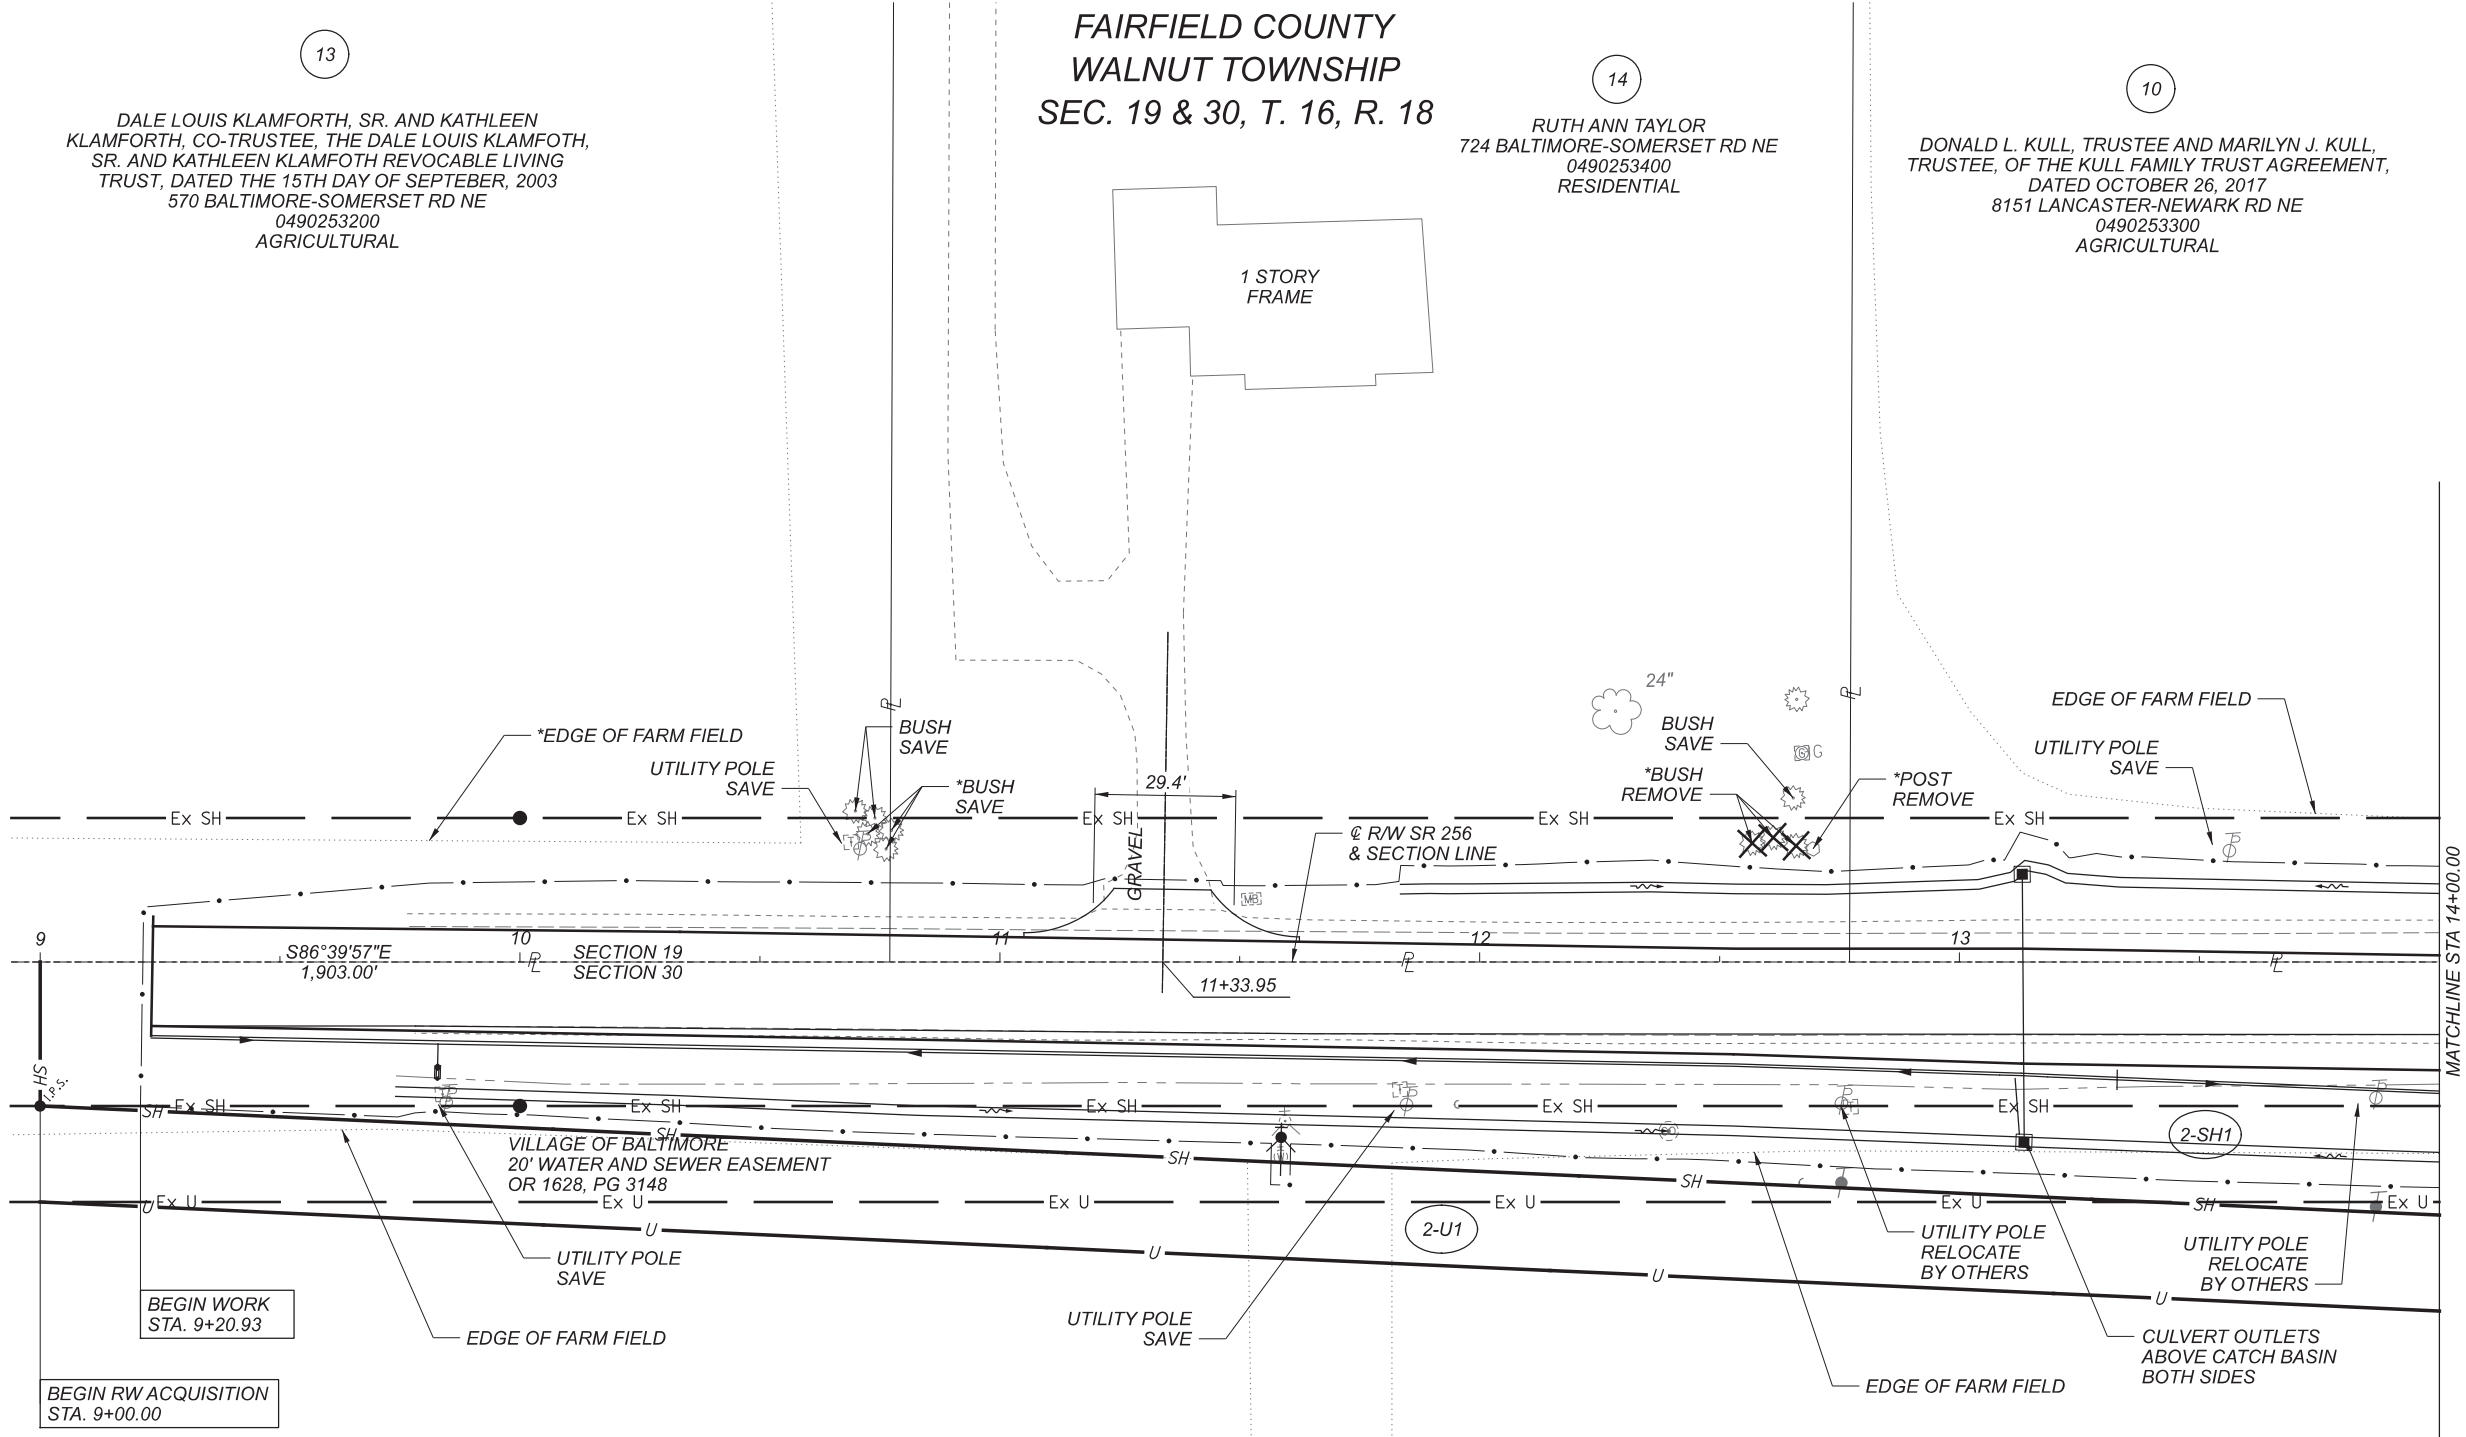 FAIRFIELD COUNTY
WALNUT TOWNSHIP
SEC. 19 & 30, T. 16, R. 18
13
DALE LOUIS KLAMFORTH, SR. AND KATHLEEN
KLAMFORTH, CO-TRUSTEE, THE DALE LOUIS KLAMFOTH,
SR. AND KATHLEEN KLAMFOTH REVOCABLE LIVING
TRUST, DATED THE 15TH DAY OF SEPTEBER, 2003
570 BALTIMORE-SOMERSET RD NE
0490253200
AGRICULTURAL
14
RUTH ANN TAYLOR
724 BALTIMORE-SOMERSET RD NE
0490253400
RESIDENTIAL
10
DONALD L. KULL, TRUSTEE AND MARILYN J. KULL,
TRUSTEE, OF THE KULL FAMILY TRUST AGREEMENT,
DATED OCTOBER 26, 2017
8151 LANCASTER-NEWARK RD NE
0490253300
AGRICULTURAL
1 STORY
FRAME
24"
PL
PL
*EDGE OF FARM FIELD
BUSH
SAVE
UTILITY POLE
SAVE
*BUSH
SAVE
29.4'
GRAVEL
BUSH
SAVE
*BUSH
REMOVE
G
G
*POST
REMOVE
EDGE OF FARM FIELD
UTILITY POLE
SAVE
Ex SH
Ex SH
Ex SH
Ex SH
Ex SH
T
P
P
CL R/W SR 256
& SECTION LINE
MB
9
10
11
12
13
S86°39'57"E
1,903.00'
SECTION 19
SECTION 30
PL
PL
PL
11+33.95
MATCHLINE STA 14+00.00
SH
I.P.S.
T
P
T
P
P
T
P
SH
Ex SH
Ex SH
Ex SH
Ex SH
Ex SH
SH
SH
SH
SH
2-SH1
VILLAGE OF BALTIMORE
20' WATER AND SEWER EASEMENT
OR 1628, PG 3148
U
Ex U
Ex U
Ex U
Ex U
Ex U
Ex U
U
U
U
U
2-U1
UTILITY POLE
SAVE
UTILITY POLE
SAVE
UTILITY POLE
RELOCATE
BY OTHERS
UTILITY POLE
RELOCATE
BY OTHERS
BEGIN WORK
STA. 9+20.93
EDGE OF FARM FIELD
CULVERT OUTLETS
ABOVE CATCH BASIN
BOTH SIDES
EDGE OF FARM FIELD
BEGIN RW ACQUISITION
STA. 9+00.00